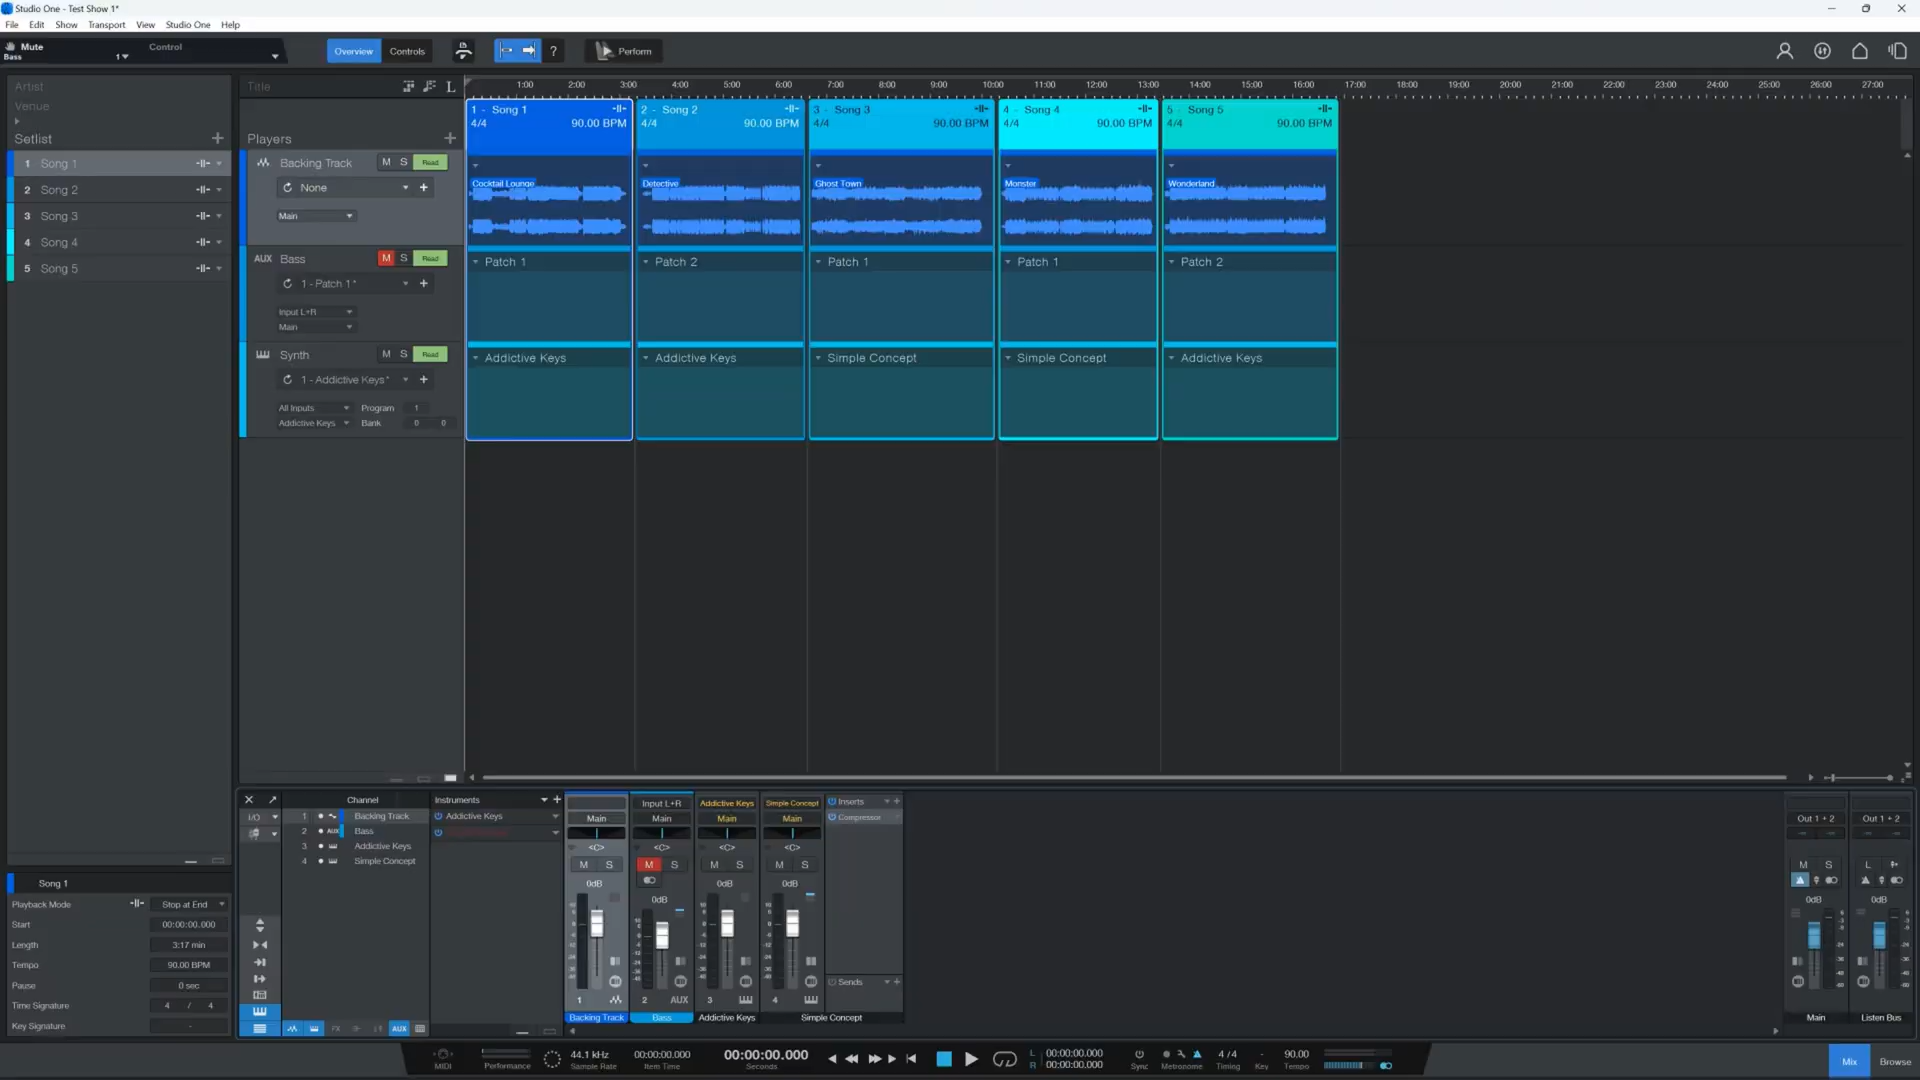 Studio One - Test Show 1*
File Edit Show Transport View Studio One Help
Mute
Bass
1
Control
Overview Controls
?
Perform
Artist
Venue
Setlist
1 Song 1
2 Song 2
3 Song 3
4 Song 4
5 Song 5
Title
Players
Backing Track M S Read
None
Main
AUX Bass M S Read
1 - Patch 1*
Input L+R
Main
Synth M S Read
1 - Addictive Keys*
All Inputs Program 1
Addictive Keys Bank 0 0
1:00 2:00 3:00 4:00 5:00 6:00 7:00 8:00 9:00 10:00 11:00 12:00 13:00 14:00 15:00 16:00 17:00 18:00 19:00 20:00 21:00 22:00 23:00 24:00 25:00 26:00 27:00
1 - Song 1
4/4 90.00 BPM
2 - Song 2
4/4 90.00 BPM
3 - Song 3
4/4 90.00 BPM
4 - Song 4
4/4 90.00 BPM
5 - Song 5
4/4 90.00 BPM
Cocktail Lounge Detective Ghost Town Monster Wonderland
Patch 1 Patch 2 Patch 1 Patch 1 Patch 2
Addictive Keys Addictive Keys Simple Concept Simple Concept Addictive Keys
Song 1
Playback Mode Stop at End
Start 00:00:00.000
Length 3:17 min
Tempo 90.00 BPM
Pause 0 sec
Time Signature 4 / 4
Key Signature -
I/O
Channel
1 Backing Track
2 AUX Bass
3 Addictive Keys
4 Simple Concept
FX AUX
Instruments
Addictive Keys
Main
<C>
M S
0dB
1
Backing Track
Input L+R
Main
<C>
M S
0dB
2 AUX
Bass
Addictive Keys
Main
<C>
M S
0dB
3
Addictive Keys
Simple Concept
Main
<C>
M S
0dB
4
Simple Concept
Inserts
Compressor
Sends
Out 1 + 2
M S
0dB
Main
Out 1 + 2
L
0dB
Listen Bus
MIDI
Performance
44.1 kHz
Sample Rate
00:00:00.000
Item Time
00:00:00.000
Seconds
L 00:00:00.000
R 00:00:00.000
Sync
Metronome
4 / 4
Timing
-
Key
90.00
Tempo
Mix Browse